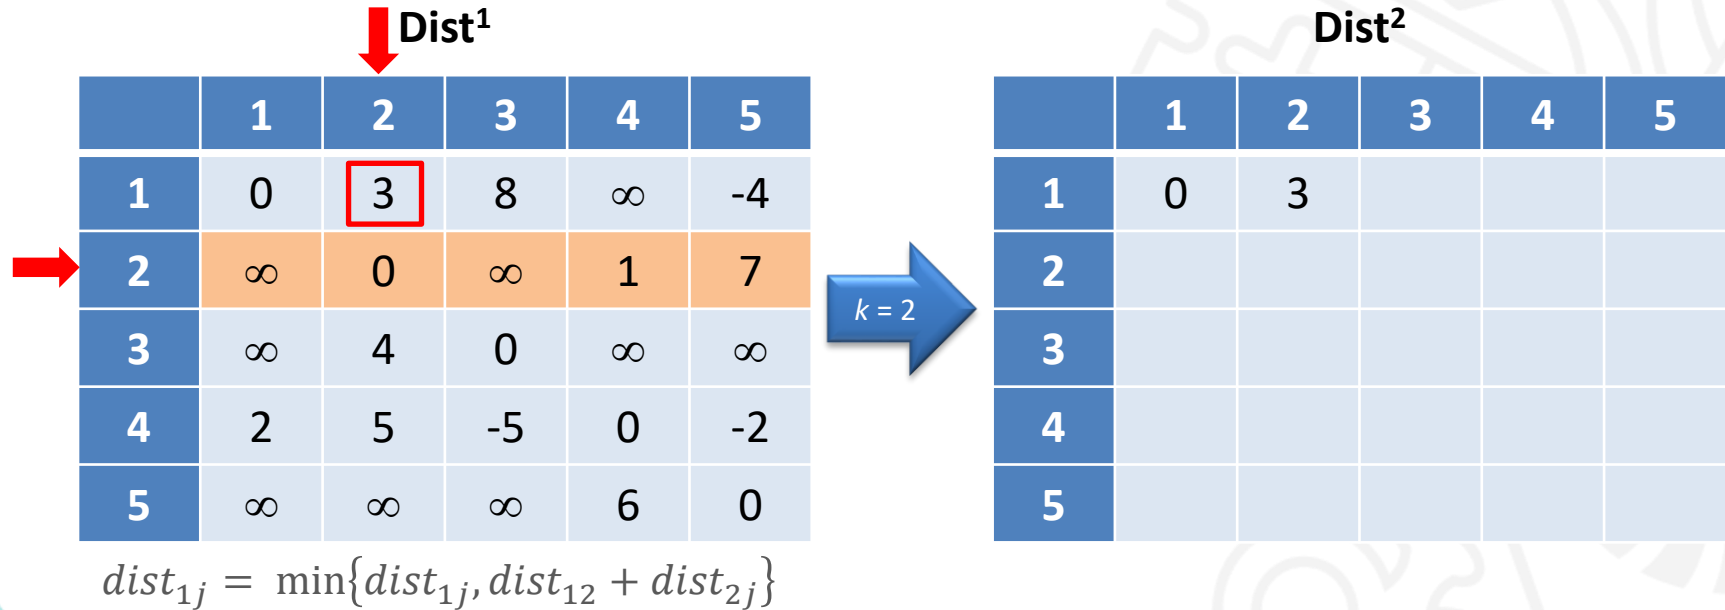 Dist¹ Dist²
1 2 3 4 5 1 2 3 4 5
1 0 3 8 ∞ -4 1 0 3
2 ∞ 0 ∞ 1 7 2
k = 2
3 ∞ 4 0 ∞ ∞ 3
4 2 5 -5 0 -2 4
5 ∞ ∞ ∞ 6 0 5
dist₁ⱼ = min{dist₁ⱼ, dist₁₂ + dist₂ⱼ}